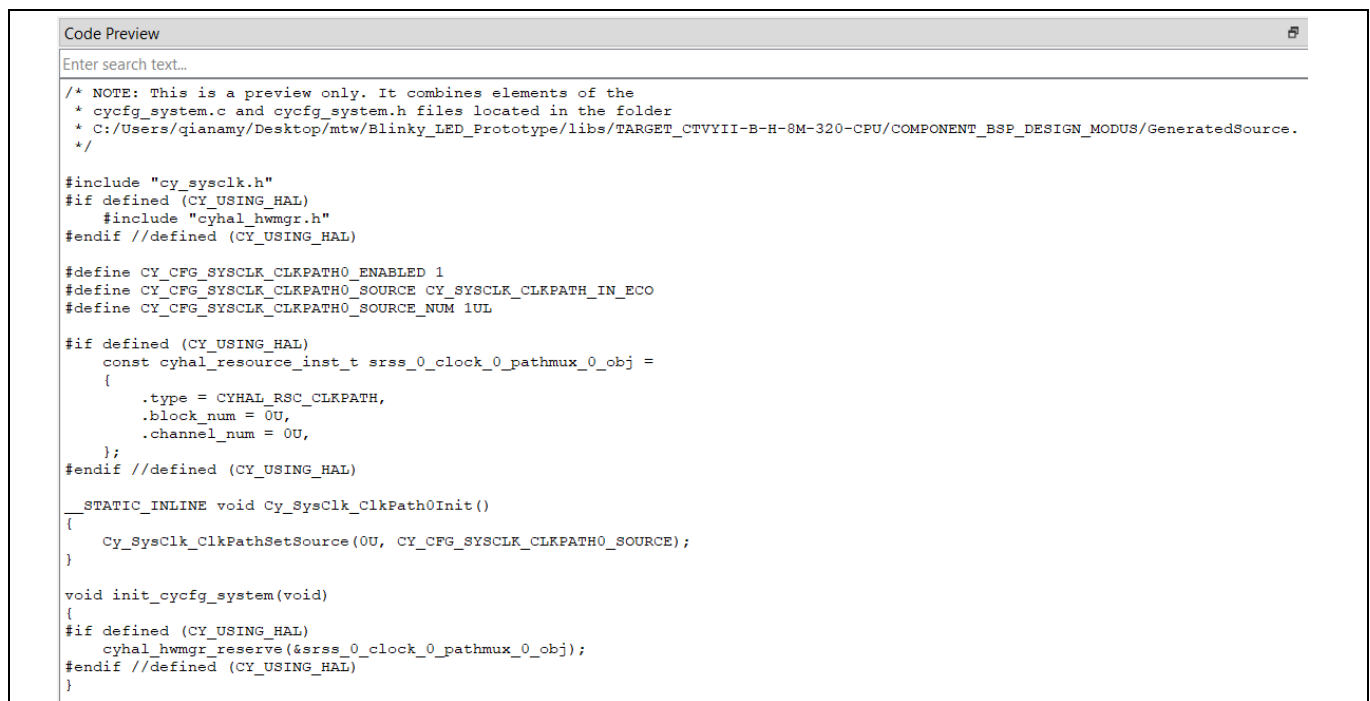 Code Preview
Enter search text...
/* NOTE: This is a preview only. It combines elements of the
 * cycfg_system.c and cycfg_system.h files located in the folder
 * C:/Users/qianamy/Desktop/mtw/Blinky_LED_Prototype/libs/TARGET_CTVYII-B-H-8M-320-CPU/COMPONENT_BSP_DESIGN_MODUS/GeneratedSource.
 */

#include "cy_sysclk.h"
#if defined (CY_USING_HAL)
    #include "cyhal_hwmgr.h"
#endif //defined (CY_USING_HAL)

#define CY_CFG_SYSCLK_CLKPATH0_ENABLED 1
#define CY_CFG_SYSCLK_CLKPATH0_SOURCE CY_SYSCLK_CLKPATH_IN_ECO
#define CY_CFG_SYSCLK_CLKPATH0_SOURCE_NUM 1UL

#if defined (CY_USING_HAL)
    const cyhal_resource_inst_t srss_0_clock_0_pathmux_0_obj =
    {
        .type = CYHAL_RSC_CLKPATH,
        .block_num = 0U,
        .channel_num = 0U,
    };
#endif //defined (CY_USING_HAL)

__STATIC_INLINE void Cy_SysClk_ClkPath0Init()
{
    Cy_SysClk_ClkPathSetSource(0U, CY_CFG_SYSCLK_CLKPATH0_SOURCE);
}

void init_cycfg_system(void)
{
#if defined (CY_USING_HAL)
    cyhal_hwmgr_reserve(&srss_0_clock_0_pathmux_0_obj);
#endif //defined (CY_USING_HAL)
}